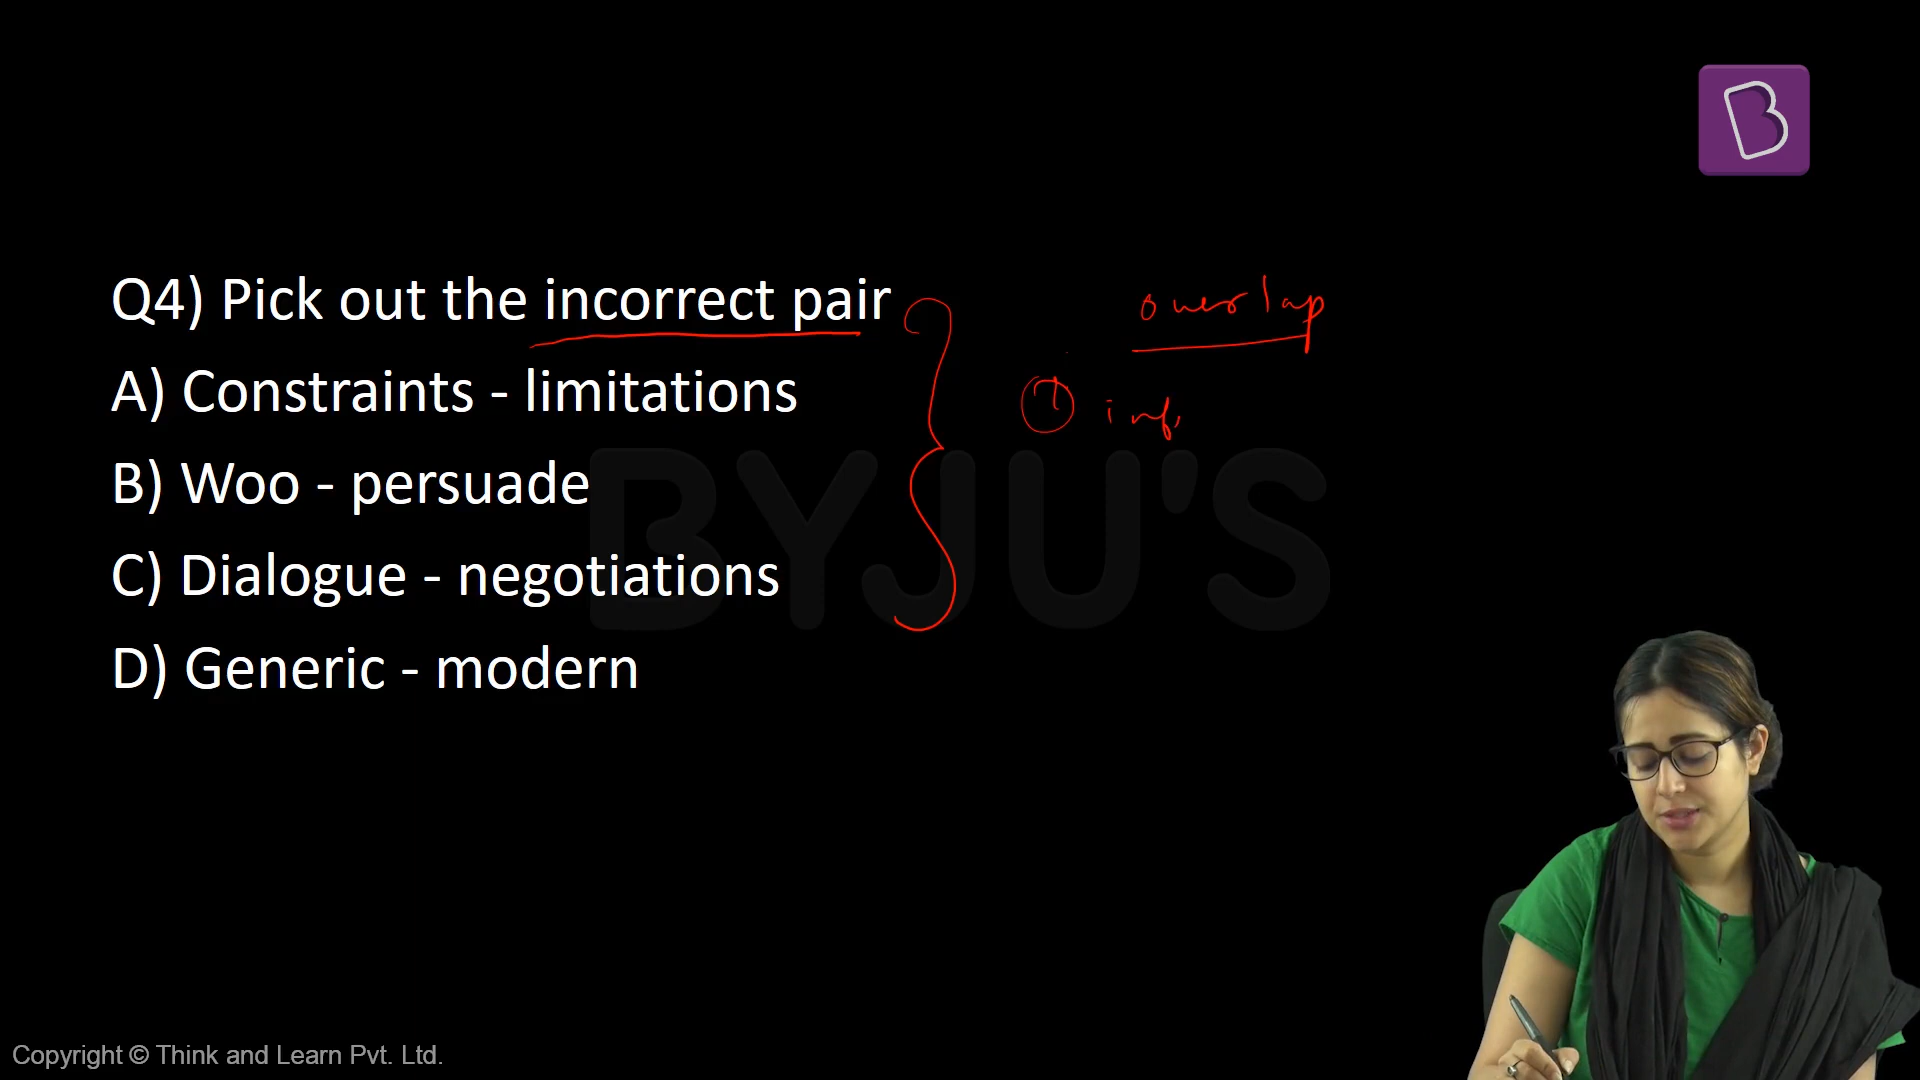 Q4) Pick out the incorrect pair
A) Constraints - limitations
B) Woo - persuade
C) Dialogue - negotiations
D) Generic - modern
overlap
① inf.
BYJU'S
B
Copyright © Think and Learn Pvt. Ltd.